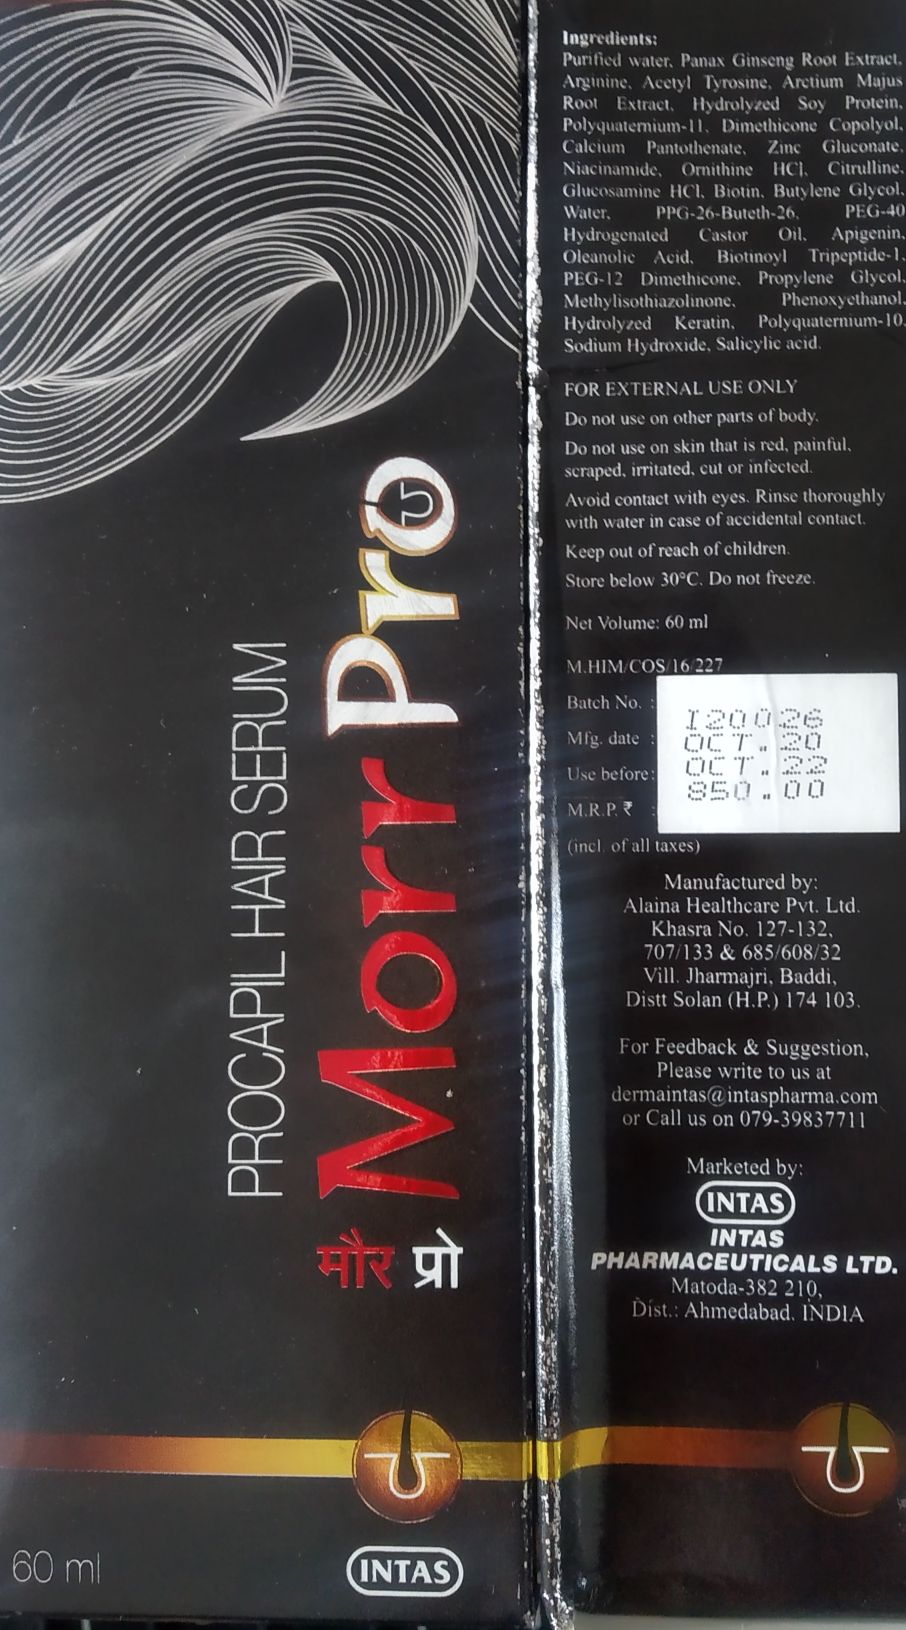 PROCAPIL HAIR SERUM
Morr Pro
मौर प्रो
60 ml
INTAS
Ingredients:
Purified water, Panax Ginseng Root Extract,
Arginine, Acetyl Tyrosine, Arctium Majus
Root Extract, Hydrolyzed Soy Protein,
Polyquaternium-11, Dimethicone Copolyol,
Calcium Pantothenate, Zinc Gluconate,
Niacinamide, Ornithine HCl, Citrulline,
Glucosamine HCl, Biotin, Butylene Glycol,
Water, PPG-26-Buteth-26, PEG-40
Hydrogenated Castor Oil, Apigenin,
Oleanolic Acid, Biotinoyl Tripeptide-1,
PEG-12 Dimethicone, Propylene Glycol,
Methylisothiazolinone, Phenoxyethanol,
Hydrolyzed Keratin, Polyquaternium-10,
Sodium Hydroxide, Salicylic acid.
FOR EXTERNAL USE ONLY
Do not use on other parts of body.
Do not use on skin that is red, painful,
scraped, irritated, cut or infected.
Avoid contact with eyes. Rinse thoroughly
with water in case of accidental contact.
Keep out of reach of children.
Store below 30°C. Do not freeze.
Net Volume: 60 ml
M.HIM/COS/16/227
Batch No. : I20026
Mfg. date : OCT.20
Use before: OCT.22
M.R.P. ₹ : 850.00
(incl. of all taxes)
Manufactured by:
Alaina Healthcare Pvt. Ltd.
Khasra No. 127-132,
707/133 & 685/608/32
Vill. Jharmajri, Baddi,
Distt Solan (H.P.) 174 103.
For Feedback & Suggestion,
Please write to us at
dermaintas@intaspharma.com
or Call us on 079-39837711
Marketed by:
INTAS
INTAS
PHARMACEUTICALS LTD.
Matoda-382 210,
Dist.: Ahmedabad. INDIA